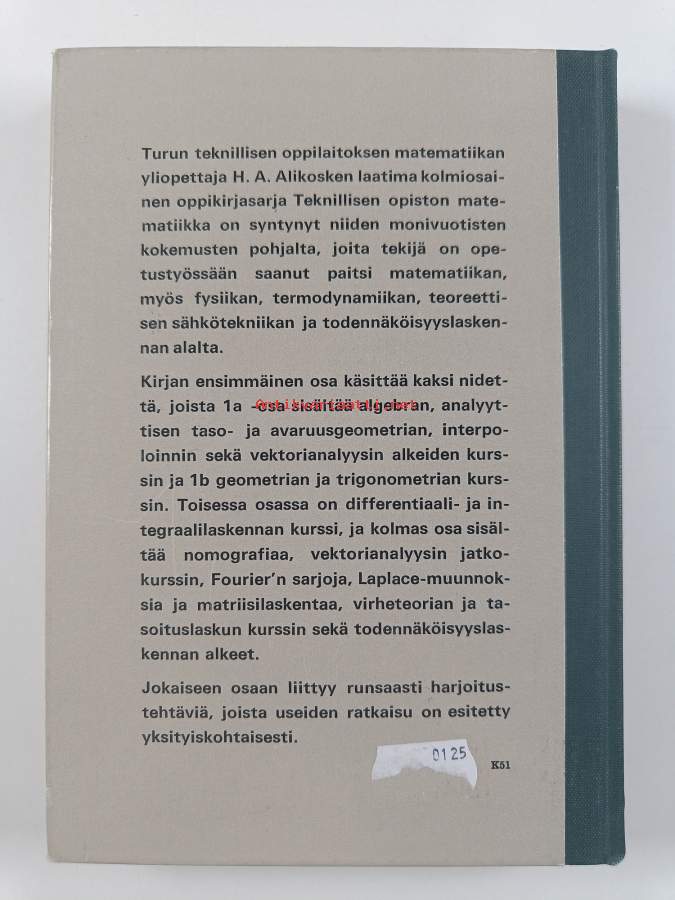 Turun teknillisen oppilaitoksen matematiikan
yliopettaja H. A. Alikosken laatima kolmiosai-
nen oppikirjasarja Teknillisen opiston mate-
matiikka on syntynyt niiden monivuotisten
kokemusten pohjalta, joita tekijä on ope-
tustyössään saanut paitsi matematiikan,
myös fysiikan, termodynamiikan, teoreetti-
sen sähkötekniikan ja todennäköisyyslasken-
nan alalta.
Kirjan ensimmäinen osa käsittää kaksi nidet-
tä, joista 1a -osa sisältää algebran, analyyt-
Antikvariaatti.net
tisen taso- ja avaruusgeometrian, interpo-
loinnin sekä vektorianalyysin alkeiden kurs-
sin ja 1b geometrian ja trigonometrian kurs-
sin. Toisessa osassa on differentiaali- ja in-
tegraalilaskennan kurssi, ja kolmas osa sisäl-
tää nomografiaa, vektorianalyysin jatko-
kurssin, Fourier'n sarjoja, Laplace-muunnok-
sia ja matriisilaskentaa, virheteorian ja ta-
soituslaskun kurssin sekä todennäköisyyslas-
kennan alkeet.
Jokaiseen osaan liittyy runsaasti harjoitus-
tehtäviä, joista useiden ratkaisu on esitetty
yksityiskohtaisesti.
0125
K51